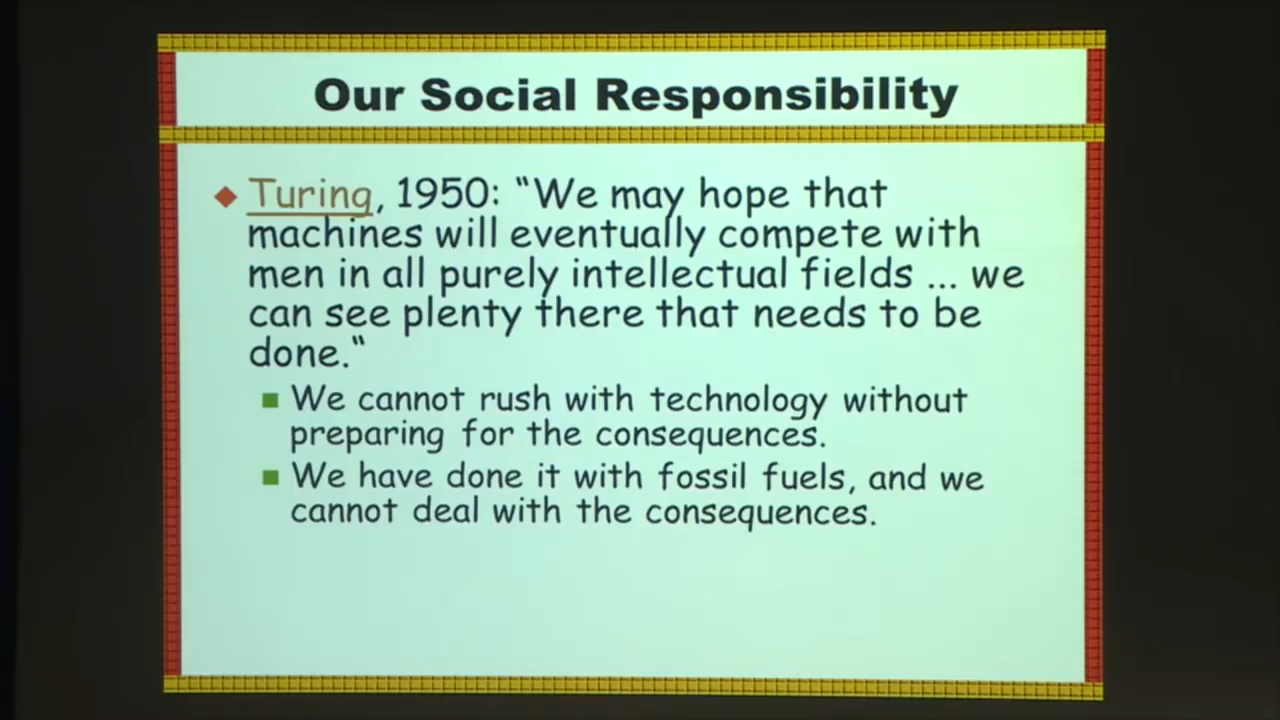 Our Social Responsibility
Turing, 1950: “We may hope that
machines will eventually compete with
men in all purely intellectual fields ... we
can see plenty there that needs to be
done.“
We cannot rush with technology without
preparing for the consequences.
We have done it with fossil fuels, and we
cannot deal with the consequences.